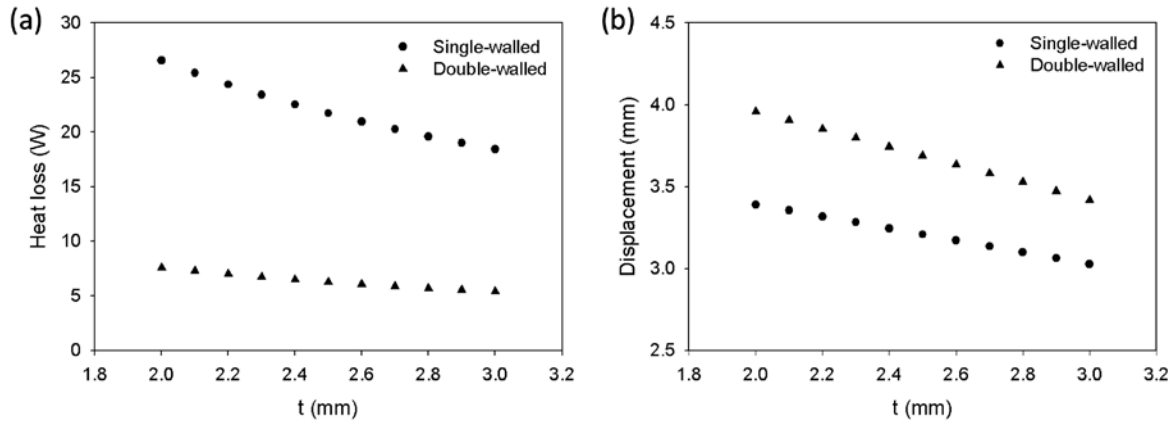 (a)
30
25
20
15
10
5
0
Heat loss (W)
Single-walled
Double-walled
1.8 2.0 2.2 2.4 2.6 2.8 3.0 3.2
t (mm)
(b)
4.5
4.0
3.5
3.0
2.5
Displacement (mm)
Single-walled
Double-walled
1.8 2.0 2.2 2.4 2.6 2.8 3.0 3.2
t (mm)